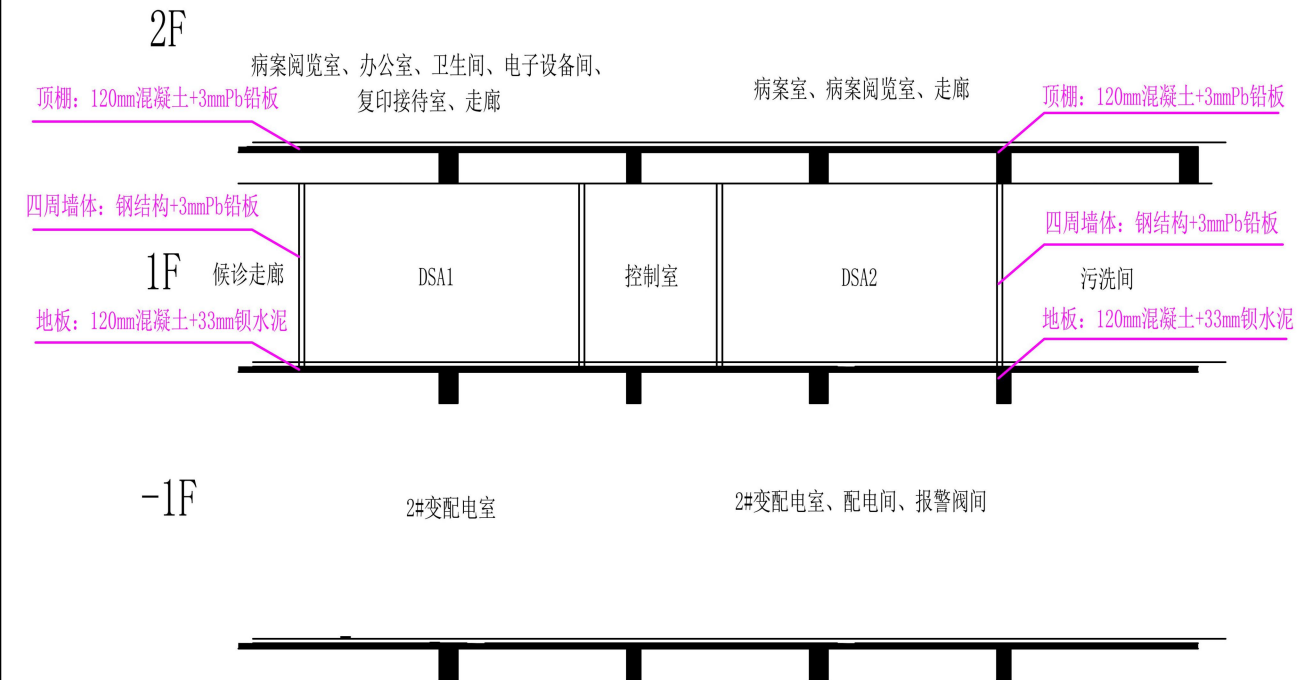 2F
病案阅览室、办公室、卫生间、电子设备间、
复印接待室、走廊
病案室、病案阅览室、走廊
顶棚：120mm混凝土+3mmPb铅板
顶棚：120mm混凝土+3mmPb铅板
四周墙体：钢结构+3mmPb铅板
四周墙体：钢结构+3mmPb铅板
1F
候诊走廊
DSA1
控制室
DSA2
污洗间
地板：120mm混凝土+33mm钡水泥
地板：120mm混凝土+33mm钡水泥
-1F
2#变配电室
2#变配电室、配电间、报警阀间